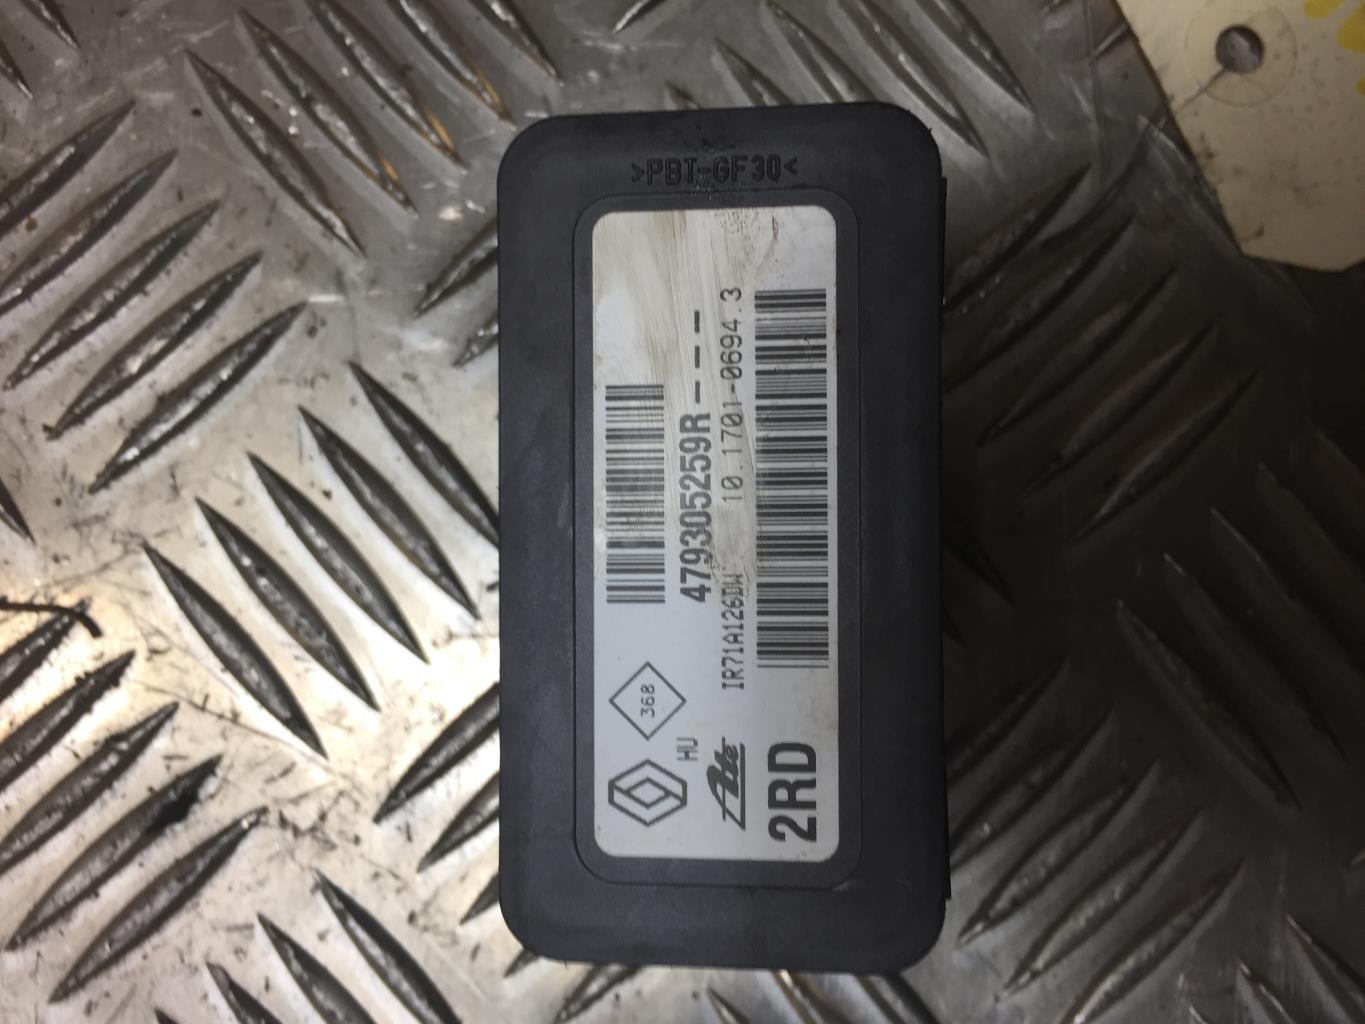 >PBT-GF30<
368
HU
479305259R----
Ate
IR71A126DW 10.1701-0694.3
2RD